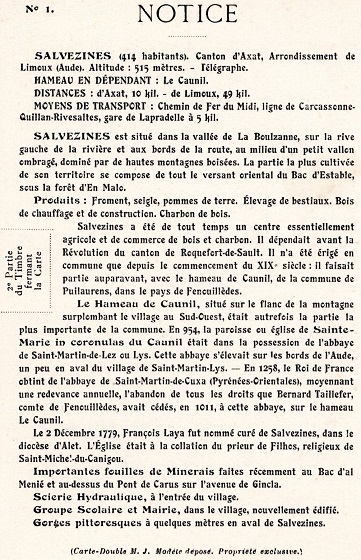 Nº 1.
NOTICE
SALVEZINES (414 habitants). Canton d'Axat, Arrondissement de
Limoux (Aude). Altitude : 515 mètres. - Télégraphe.
HAMEAU EN DÉPENDANT : Le Caunil.
DISTANCES : d'Axat, 10 kil. - de Limoux, 49 kil.
MOYENS DE TRANSPORT : Chemin de Fer du Midi, ligne de Carcassonne-
Quillan-Rivesaltes, gare de Lapradelle à 5 kil.
SALVEZINES est situé dans la vallée de La Boulzanne, sur la rive
gauche de la rivière et aux bords de la route, au milieu d'un petit vallon
ombragé, dominé par de hautes montagnes boisées. La partie la plus cultivée
de son territoire se compose de tout le versant oriental du Bac d'Estable,
sous la forêt d'En Malo.
Produits : Froment, seigle, pommes de terre. Élevage de bestiaux. Bois
de chauffage et de construction. Charbon de bois.
Salvezines a été de tout temps un centre essentiellement
agricole et de commerce de bois et charbon. Il dépendait avant la
Révolution du canton de Roquefort-de-Sault. Il n'a été érigé en
commune que depuis le commencement du XIXe siècle : il faisait
partie auparavant, avec le hameau de Caunil, de la commune de
Puilaurens, dans le pays de Fenouillèdes.
2e Partie
du Timbre
fermant
la Carte
Le Hameau de Caunil, situé sur le flanc de la montagne
surplombant le village au Sud-Ouest, était autrefois la partie la
plus importante de la commune. En 954, la paroisse ou église de Sainte-
Marie in coronulas du Caunil était dans la possession de l'abbaye
de Saint-Martin-de-Lez ou Lys. Cette abbaye s'élevait sur les bords de l'Aude,
un peu en aval du village de Saint-Martin-Lys. — En 1258, le Roi de France
obtint de l'abbaye de Saint-Martin-de-Cuxa (Pyrénées-Orientales), moyennant
une redevance annuelle, l'abandon de tous les droits que Bernard Taillefer,
comte de Fenouillèdes, avait cédés, en 1011, à cette abbaye, sur le hameau
Le Caunil.
Le 2 Décembre 1779, François Laya fut nommé curé de Salvezines, dans le
diocèse d'Alet. L'Église était à la collation du prieur de Filhos, religieux de
Saint-Michel-du-Canigou.
Importantes fouilles de Minerais faites récemment au Bac d'al
Menié et au-dessus du Pont de Carus sur l'avenue de Gincla.
Scierie Hydraulique, à l'entrée du village.
Groupe Scolaire et Mairie, dans le village, nouvellement édifié.
Gorges pittoresques à quelques mètres en aval de Salvezines.
(Carte-Double M. J. Modèle déposé. Propriété exclusive.)